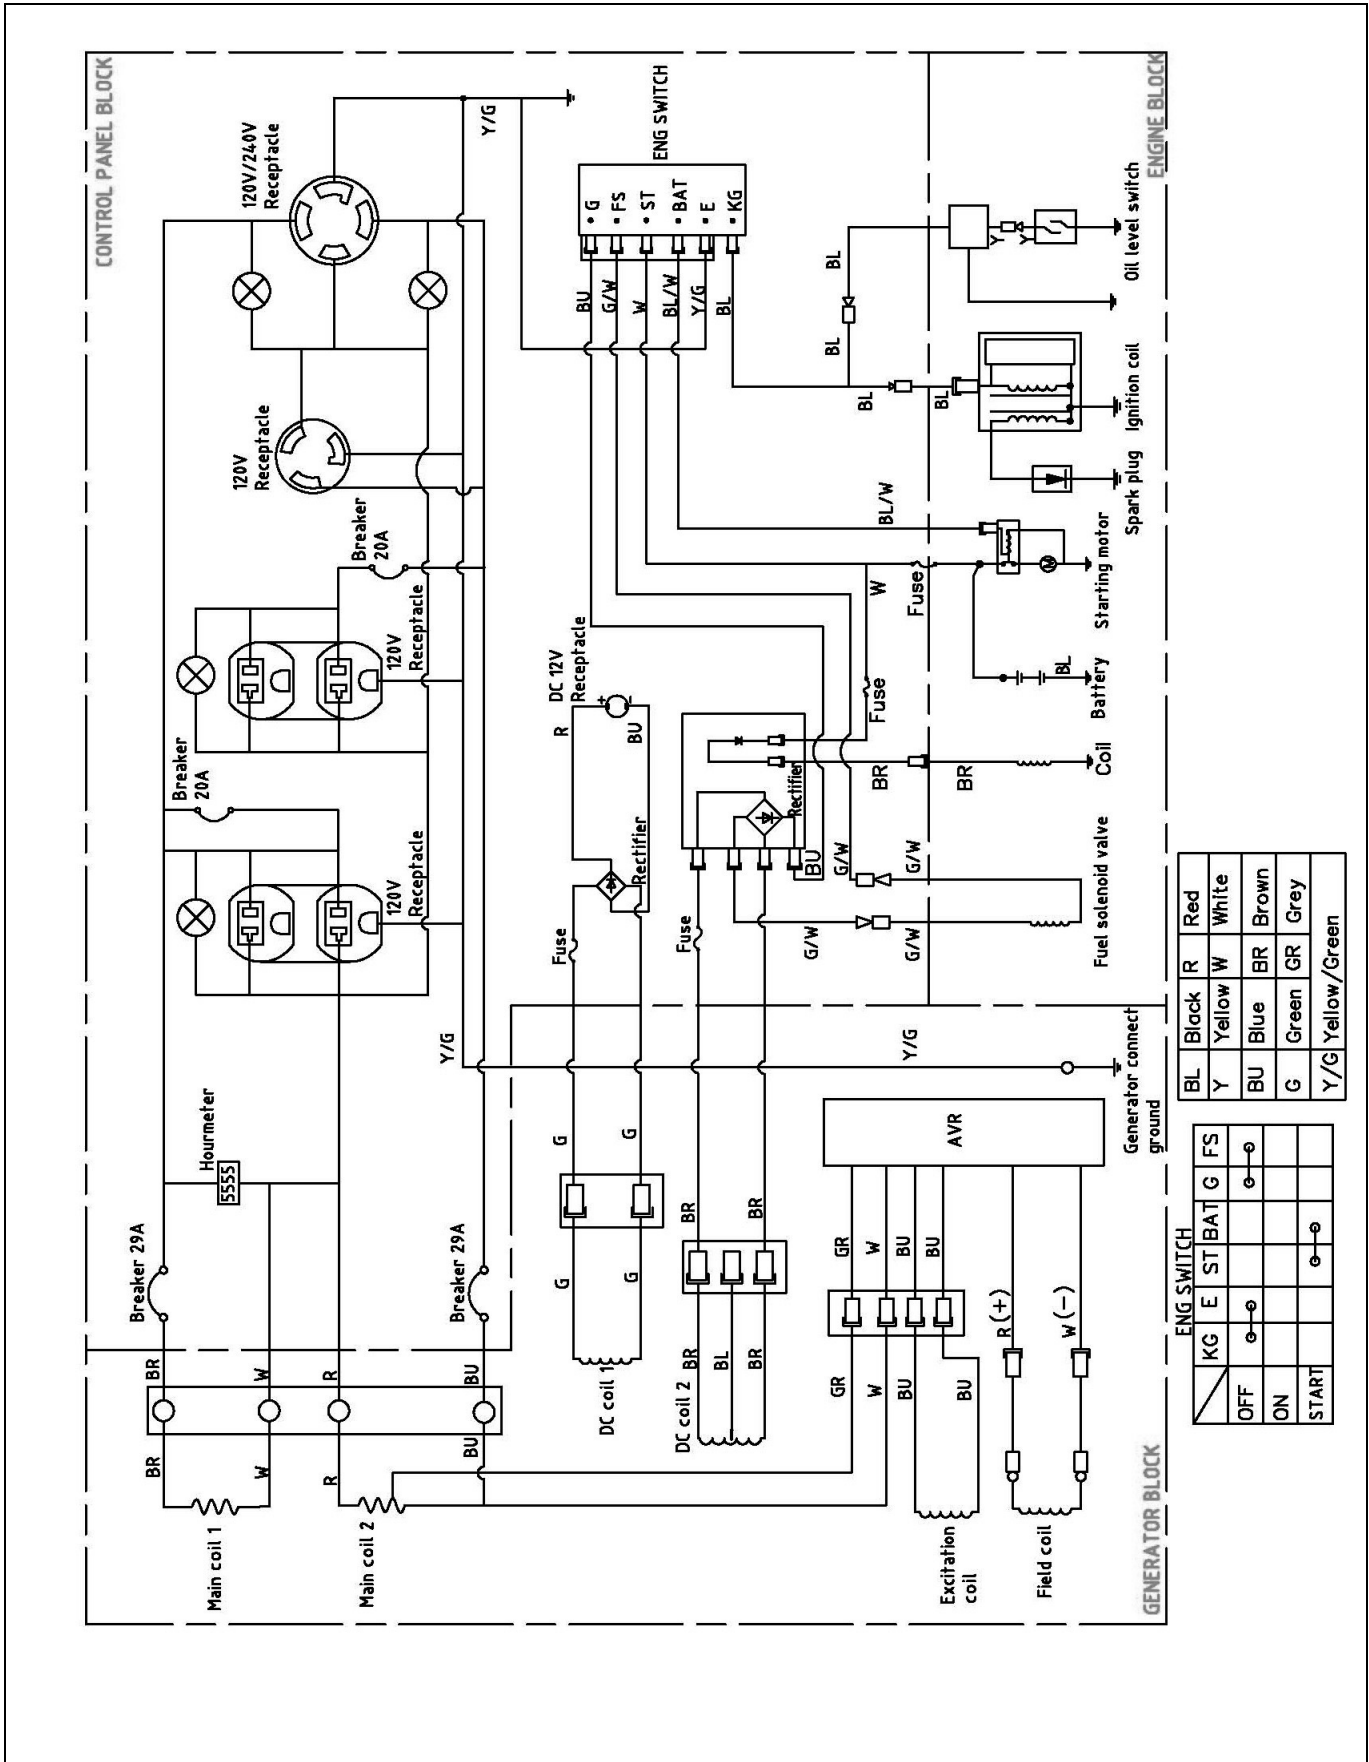 CONTROL PANEL BLOCK
120V/240V
Receptacle
Y/G
ENG SWITCH
G
FS
ST
BAT
E
KG
BU
G/W
W
BL/W
Y/G
BL
BL
BL
BL
BL
ENGINE BLOCK
Oil level switch
Y
Y
Ignition coil
Spark plug
Starting motor
Battery
BL
Coil
Fuel solenoid valve
120V
Receptacle
Breaker
20A
120V
Receptacle
Breaker
20A
120V
Receptacle
DC 12V
Receptacle
+
-
R
BU
Rectifier
Fuse
Fuse
Rectifier
BL/W
W
Fuse
Fuse
BR
BR
BU
G/W
G/W
G/W
G/W
Y/G
Y/G
Generator connect
ground
Hourmeter
5555
Breaker 29A
Breaker 29A
G
G
G
G
DC coil 1
BR
BR
DC coil 2
BR
BL
BR
AVR
GR
W
BU
BU
GR
W
BU
BU
R(+)
W(-)
BR
W
R
BU
BR
W
R
BU
Main coil 1
Main coil 2
Excitation
coil
Field coil
GENERATOR BLOCK
BL Black R Red
Y Yellow W White
BU Blue BR Brown
G Green GR Grey
Y/G Yellow/Green
ENG SWITCH
KG E ST BAT G FS
OFF
ON
START